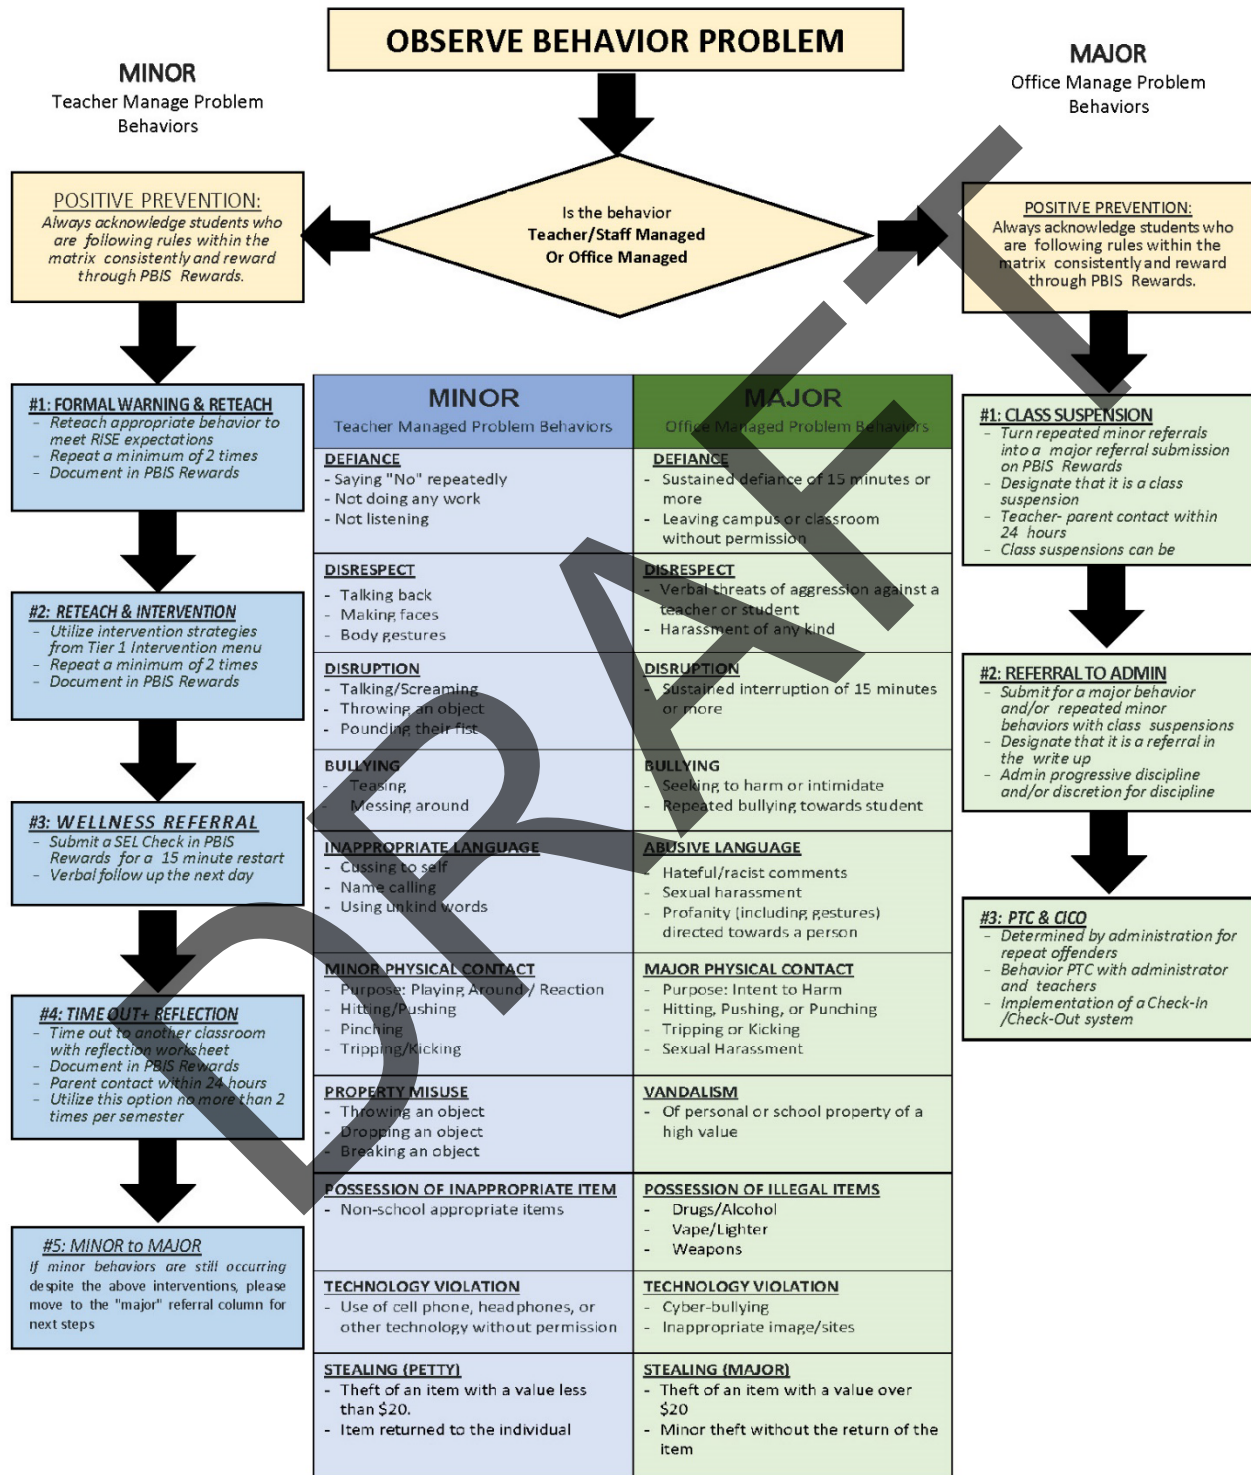 OBSERVE BEHAVIOR PROBLEM
MINOR
Teacher Manage Problem
Behaviors
MAJOR
Office Manage Problem
Behaviors
Is the behavior
Teacher/Staff Managed
Or Office Managed
POSITIVE PREVENTION:
Always acknowledge students who
are following rules within the
matrix consistently and reward
through PBIS Rewards.
POSITIVE PREVENTION:
Always acknowledge students who
are following rules within the
matrix consistently and reward
through PBIS Rewards.
#1: FORMAL WARNING & RETEACH
- Reteach appropriate behavior to
meet RISE expectations
- Repeat a minimum of 2 times
- Document in PBIS Rewards
#2: RETEACH & INTERVENTION
- Utilize intervention strategies
from Tier 1 Intervention menu
- Repeat a minimum of 2 times
- Document in PBIS Rewards
#3: WELLNESS REFERRAL
- Submit a SEL Check in PBIS
Rewards for a 15 minute restart
- Verbal follow up the next day
#4: TIME OUT+ REFLECTION
- Time out to another classroom
with reflection worksheet
- Document in PBIS Rewards
- Parent contact within 24 hours
- Utilize this option no more than 2
times per semester
#5: MINOR to MAJOR
If minor behaviors are still occurring
despite the above interventions, please
move to the "major" referral column for
next steps
MINOR
Teacher Managed Problem Behaviors
MAJOR
Office Managed Problem Behaviors
DEFIANCE
- Saying "No" repeatedly
- Not doing any work
- Not listening
DEFIANCE
- Sustained defiance of 15 minutes or
more
- Leaving campus or classroom
without permission
DISRESPECT
- Talking back
- Making faces
- Body gestures
DISRESPECT
- Verbal threats of aggression against a
teacher or student
- Harassment of any kind
DISRUPTION
- Talking/Screaming
- Throwing an object
- Pounding their fist
DISRUPTION
- Sustained interruption of 15 minutes
or more
BULLYING
- Teasing
- Messing around
BULLYING
- Seeking to harm or intimidate
- Repeated bullying towards student
INAPPROPRIATE LANGUAGE
- Cussing to self
- Name calling
- Using unkind words
ABUSIVE LANGUAGE
- Hateful/racist comments
- Sexual harassment
- Profanity (including gestures)
directed towards a person
MINOR PHYSICAL CONTACT
- Purpose: Playing Around / Reaction
- Hitting/Pushing
- Pinching
- Tripping/Kicking
MAJOR PHYSICAL CONTACT
- Purpose: Intent to Harm
- Hitting, Pushing, or Punching
- Tripping or Kicking
- Sexual Harassment
PROPERTY MISUSE
- Throwing an object
- Dropping an object
- Breaking an object
VANDALISM
- Of personal or school property of a
high value
POSSESSION OF INAPPROPRIATE ITEM
- Non-school appropriate items
POSSESSION OF ILLEGAL ITEMS
- Drugs/Alcohol
- Vape/Lighter
- Weapons
TECHNOLOGY VIOLATION
- Use of cell phone, headphones, or
other technology without permission
TECHNOLOGY VIOLATION
- Cyber-bullying
- Inappropriate image/sites
STEALING (PETTY)
- Theft of an item with a value less
than $20.
- Item returned to the individual
STEALING (MAJOR)
- Theft of an item with a value over
$20
- Minor theft without the return of the
item
#1: CLASS SUSPENSION
- Turn repeated minor referrals
into a major referral submission
on PBIS Rewards
- Designate that it is a class
suspension
- Teacher- parent contact within
24 hours
- Class suspensions can be
#2: REFERRAL TO ADMIN
- Submit for a major behavior
and/or repeated minor
behaviors with class suspensions
- Designate that it is a referral in
the write up
- Admin progressive discipline
and/or discretion for discipline
#3: PTC & CICO
- Determined by administration for
repeat offenders
- Behavior PTC with administrator
and teachers
- Implementation of a Check-In
/Check-Out system
DRAFT